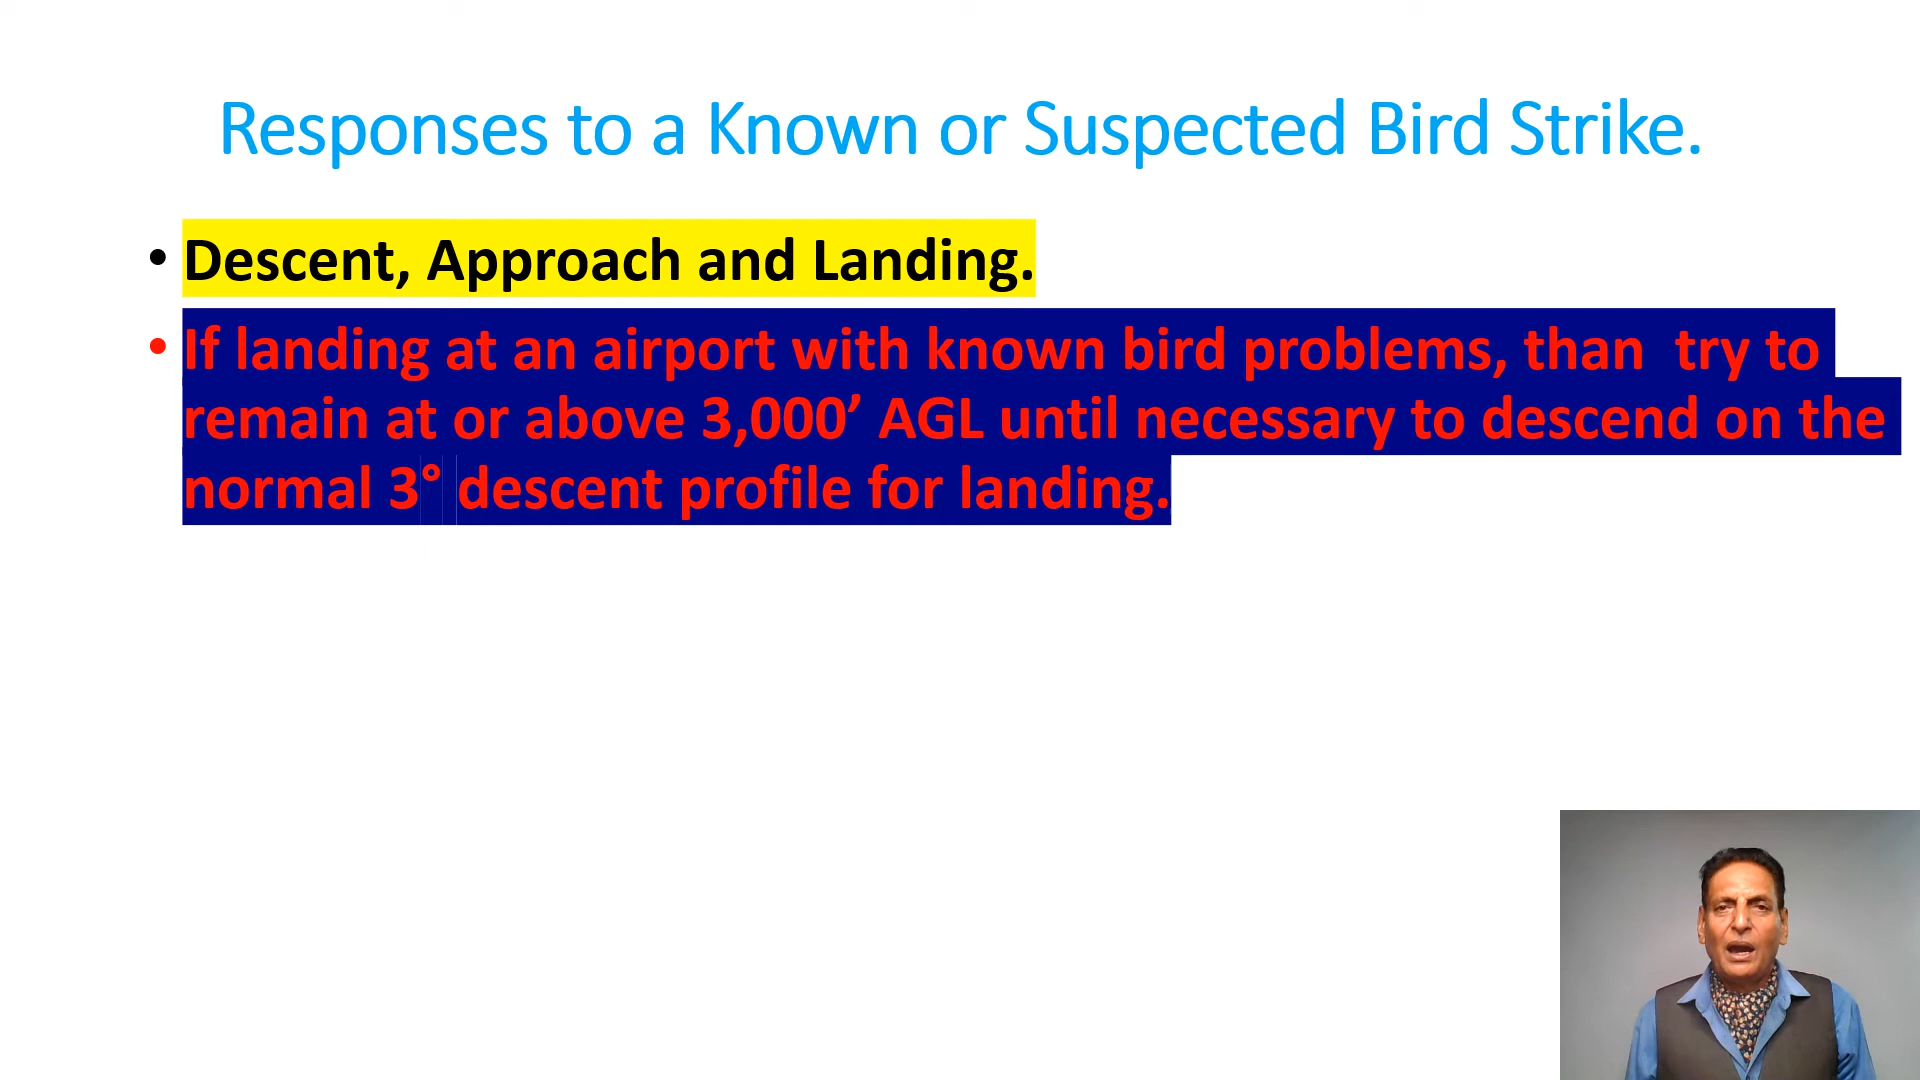 Responses to a Known or Suspected Bird Strike.
• Descent, Approach and Landing.
• If landing at an airport with known bird problems, than  try to
remain at or above 3,000’ AGL until necessary to descend on the
normal 3° descent profile for landing.